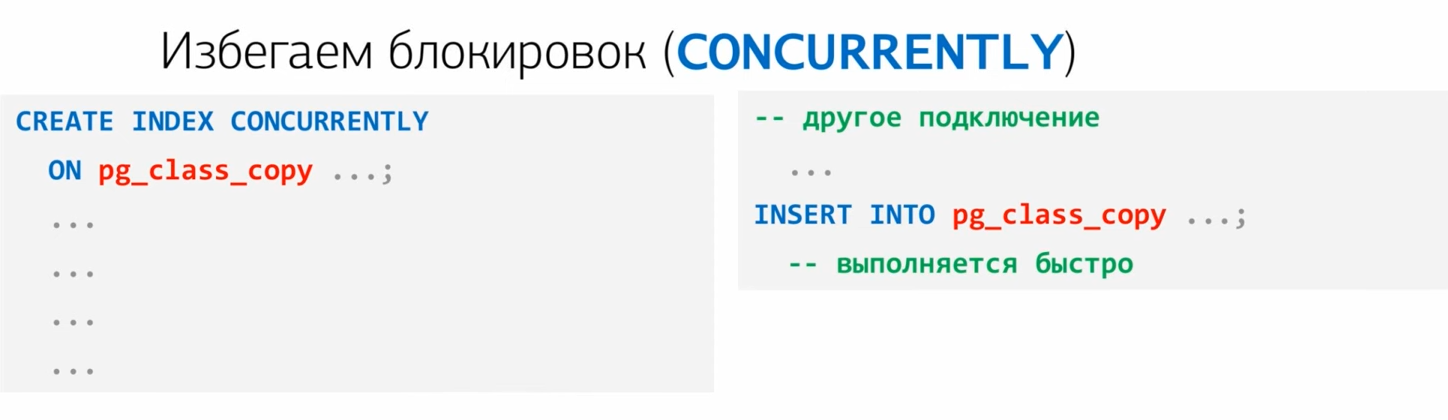 Избегаем блокировок (CONCURRENTLY)
CREATE INDEX CONCURRENTLY
ON pg_class_copy ...;
...
...
...
...
-- другое подключение
...
INSERT INTO pg_class_copy ...;
-- выполняется быстро